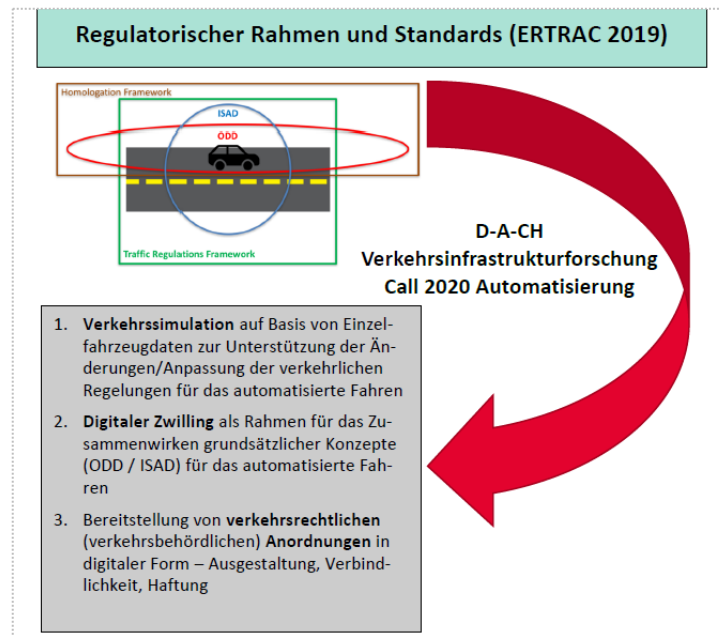 Regulatorischer Rahmen und Standards (ERTRAC 2019)
Homologation Framework
ISAD
ODD
Traffic Regulations Framework
D-A-CH
Verkehrsinfrastrukturforschung
Call 2020 Automatisierung
1. Verkehrssimulation auf Basis von Einzel-
fahrzeugdaten zur Unterstützung der Än-
derungen/Anpassung der verkehrlichen
Regelungen für das automatisierte Fahren
2. Digitaler Zwilling als Rahmen für das Zu-
sammenwirken grundsätzlicher Konzepte
(ODD / ISAD) für das automatisierte Fah-
ren
3. Bereitstellung von verkehrsrechtlichen
(verkehrsbehördlichen) Anordnungen in
digitaler Form – Ausgestaltung, Verbind-
lichkeit, Haftung